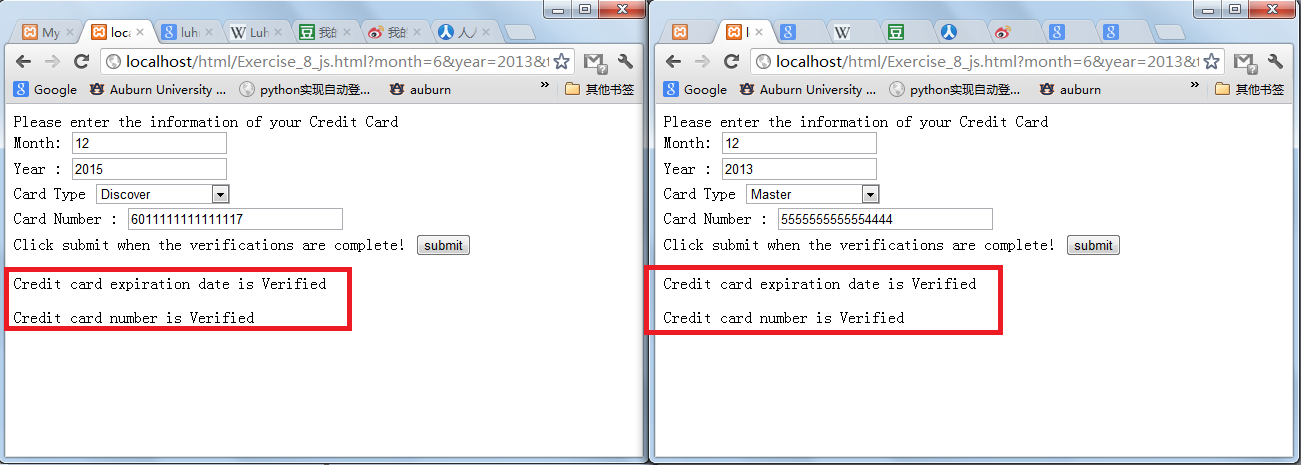 My
loca
luh
Luh
我的
我的
人人
localhost/html/Exercise_8_js.html?month=6&year=2013&t
Google
Auburn University ...
python实现自动登...
auburn
»
其他书签
Please enter the information of your Credit Card
Month: 12
Year : 2015
Card Type Discover
Card Number : 6011111111111117
Click submit when the verifications are complete! submit
Credit card expiration date is Verified
Credit card number is Verified
localhost/html/Exercise_8_js.html?month=6&year=2013&t
Google
Auburn University ...
python实现自动登...
auburn
»
其他书签
Please enter the information of your Credit Card
Month: 12
Year : 2013
Card Type Master
Card Number : 5555555555554444
Click submit when the verifications are complete! submit
Credit card expiration date is Verified
Credit card number is Verified